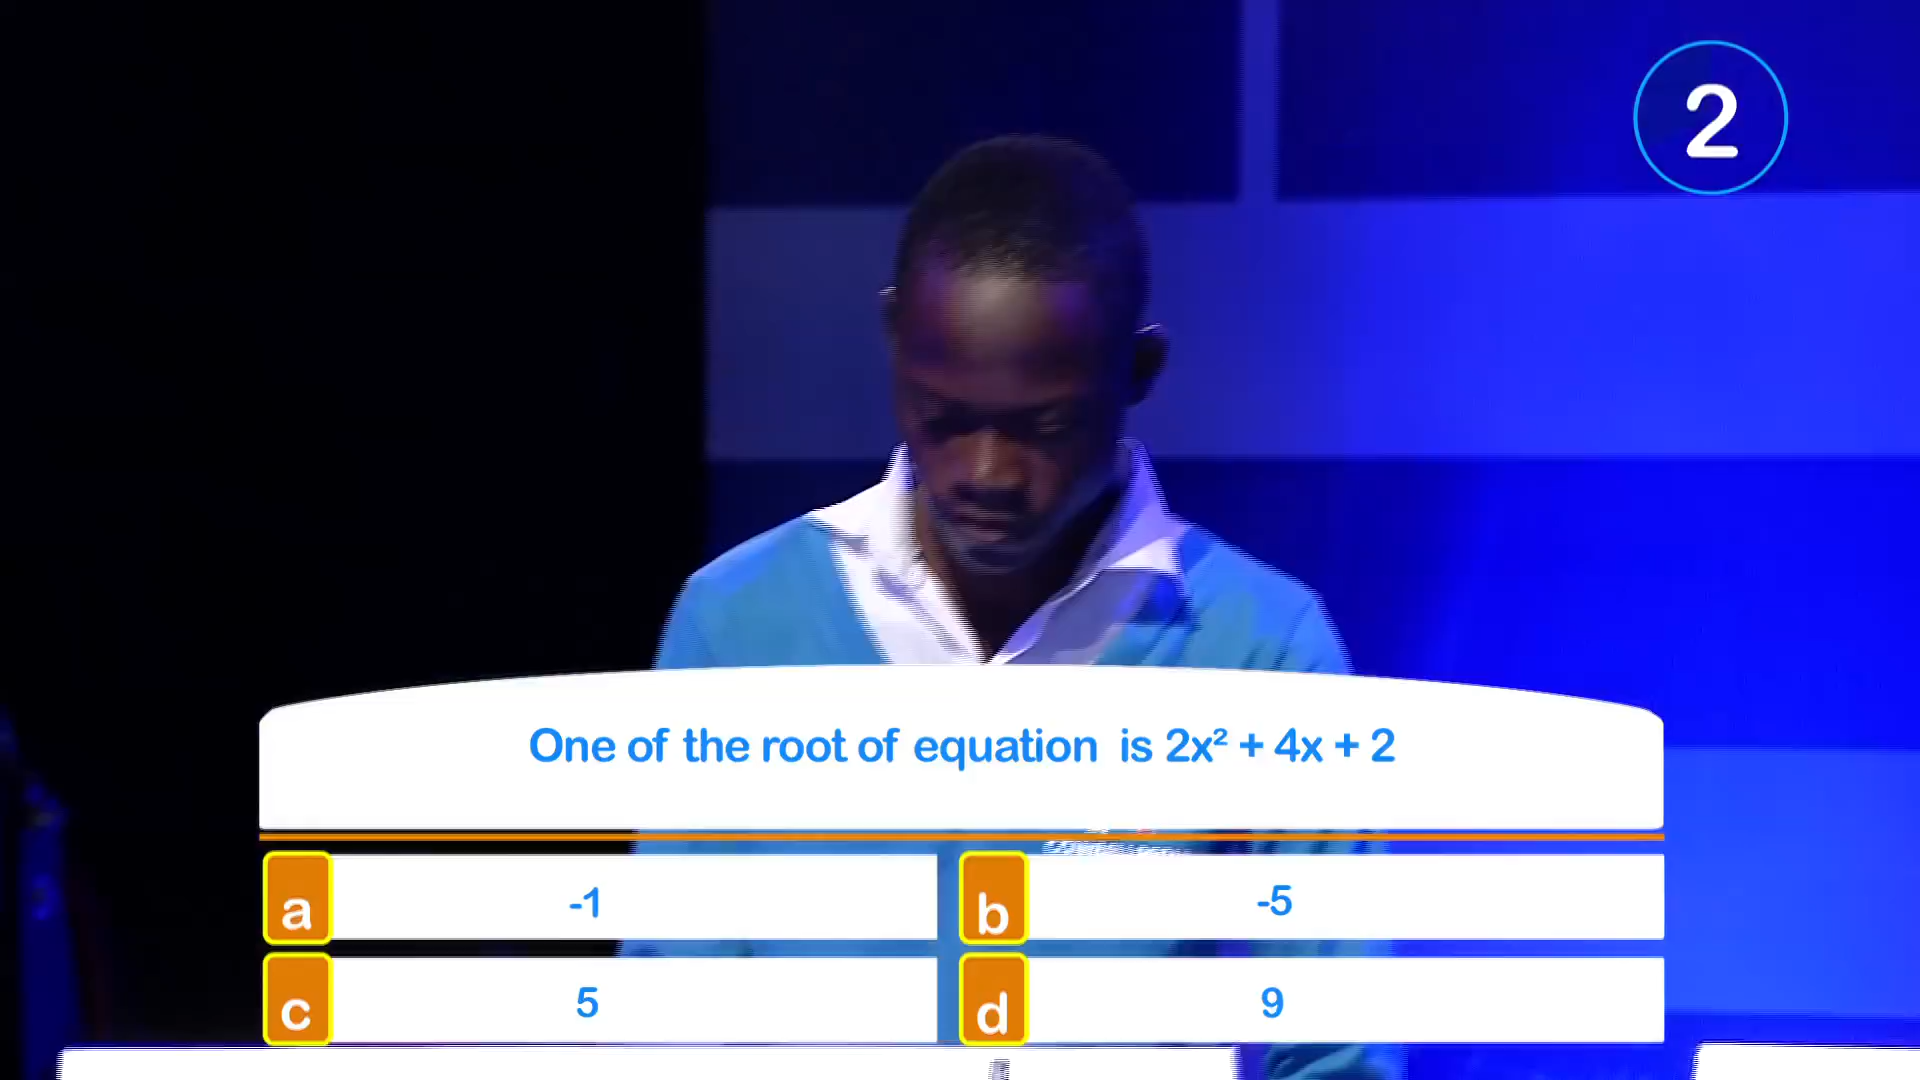 2
One of the root of equation is 2x² + 4x + 2
a -1
b -5
c 5
d 9